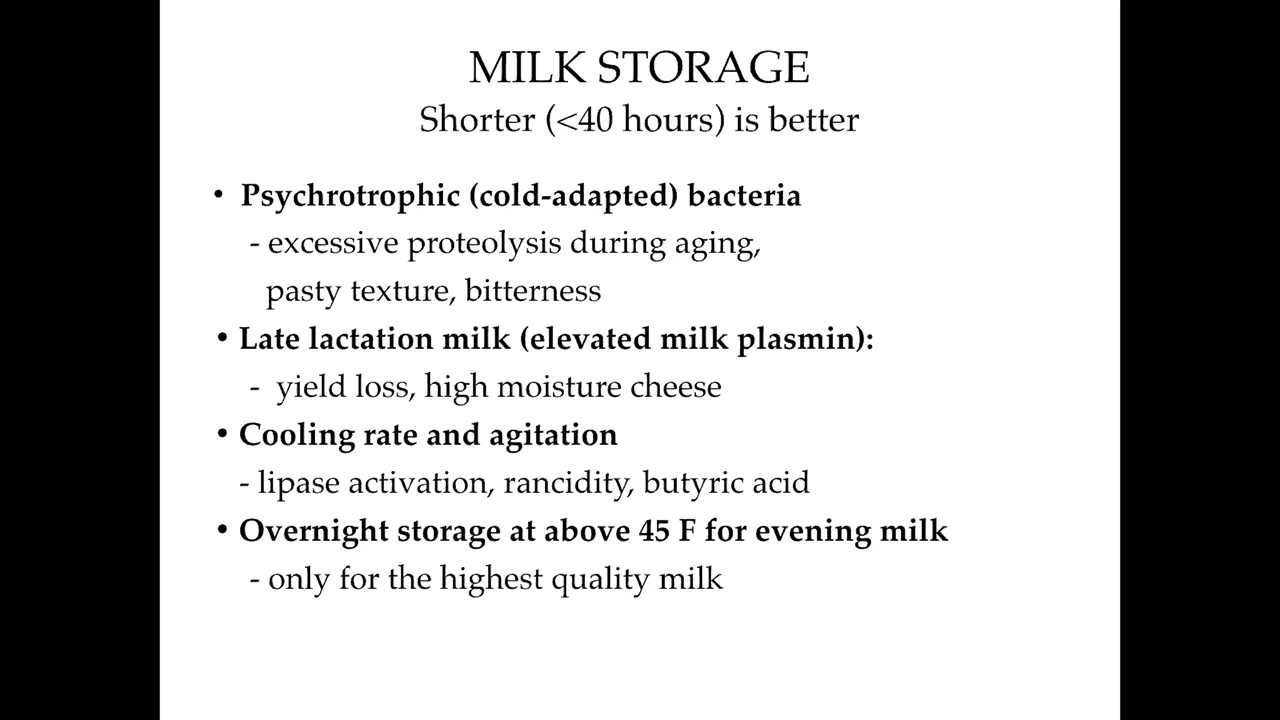 MILK STORAGE
Shorter (<40 hours) is better
• Psychrotrophic (cold-adapted) bacteria
- excessive proteolysis during aging,
pasty texture, bitterness
• Late lactation milk (elevated milk plasmin):
- yield loss, high moisture cheese
• Cooling rate and agitation
- lipase activation, rancidity, butyric acid
• Overnight storage at above 45 F for evening milk
- only for the highest quality milk